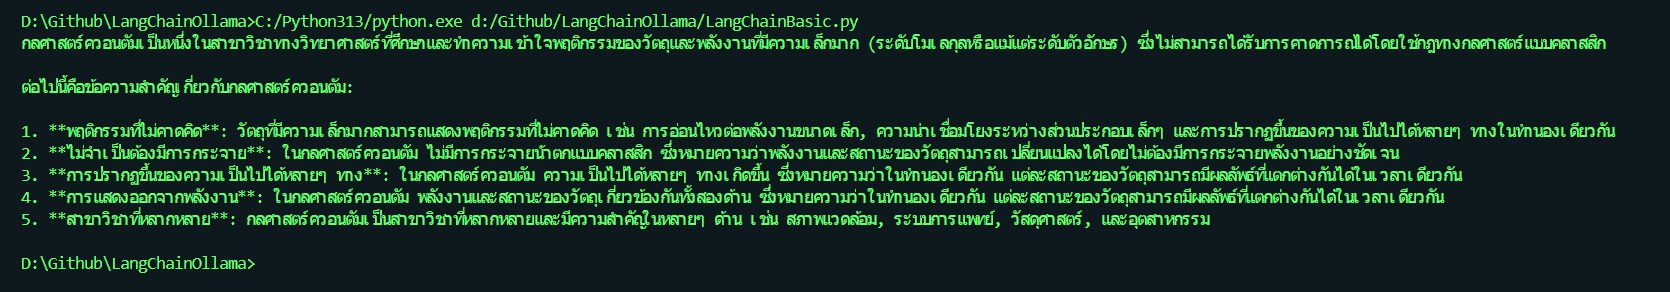 D:\Github\LangChainOllama>C:/Python313/python.exe d:/Github/LangChainOllama/LangChainBasic.py
กลศาสตร์ควอนตัมเป็นหนึ่งในสาขาวิชาทางวิทยาศาสตร์ที่ศึกษาและทำความเข้าใจพฤติกรรมของวัตถุและพลังงานที่มีความเล็กมาก (ระดับโมเลกุลหรือแม้แต่ระดับตัวอักษร) ซึ่งไม่สามารถได้รับการคาดการณ์ได้โดยใช้กฎทางกลศาสตร์แบบคลาสสิก
ต่อไปนี้คือข้อความสำคัญเกี่ยวกับกลศาสตร์ควอนตัม:
1. **พฤติกรรมที่ไม่คาดคิด**: วัตถุที่มีความเล็กมากสามารถแสดงพฤติกรรมที่ไม่คาดคิด เช่น การอ่อนไหวต่อพลังงานขนาดเล็ก, ความน่าเชื่อมโยงระหว่างส่วนประกอบเล็กๆ และการปรากฏขึ้นของความเป็นไปได้หลายๆ ทางในทำนองเดียวกัน
2. **ไม่จำเป็นต้องมีการกระจาย**: ในกลศาสตร์ควอนตัม ไม่มีการกระจายน้ำตกแบบคลาสสิก ซึ่งหมายความว่าพลังงานและสถานะของวัตถุสามารถเปลี่ยนแปลงได้โดยไม่ต้องมีการกระจายพลังงานอย่างชัดเจน
3. **การปรากฏขึ้นของความเป็นไปได้หลายๆ ทาง**: ในกลศาสตร์ควอนตัม ความเป็นไปได้หลายๆ ทางเกิดขึ้น ซึ่งหมายความว่าในทำนองเดียวกัน แต่ละสถานะของวัตถุสามารถมีผลลัพธ์ที่แตกต่างกันได้ในเวลาเดียวกัน
4. **การแสดงออกจากพลังงาน**: ในกลศาสตร์ควอนตัม พลังงานและสถานะของวัตถุเกี่ยวข้องกันทั้งสองด้าน ซึ่งหมายความว่าในทำนองเดียวกัน แต่ละสถานะของวัตถุสามารถมีผลลัพธ์ที่แตกต่างกันได้ในเวลาเดียวกัน
5. **สาขาวิชาที่หลากหลาย**: กลศาสตร์ควอนตัมเป็นสาขาวิชาที่หลากหลายและมีความสำคัญในหลายๆ ด้าน เช่น สภาพแวดล้อม, ระบบการแพทย์, วัสดุศาสตร์, และอุตสาหกรรม
D:\Github\LangChainOllama>